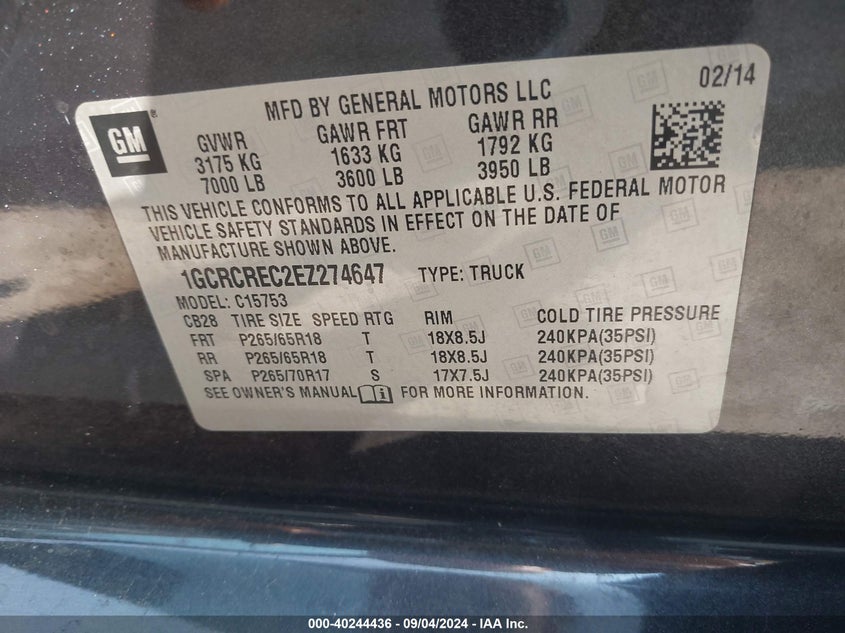 GM
®
MFD BY GENERAL MOTORS LLC
02/14
GVWR GAWR FRT GAWR RR
3175 KG 1633 KG 1792 KG
7000 LB 3600 LB 3950 LB
THIS VEHICLE CONFORMS TO ALL APPLICABLE U.S. FEDERAL MOTOR
VEHICLE SAFETY STANDARDS IN EFFECT ON THE DATE OF
MANUFACTURE SHOWN ABOVE.
1GCRCREC2EZ274647 TYPE: TRUCK
MODEL: C15753
CB28 TIRE SIZE SPEED RTG RIM COLD TIRE PRESSURE
FRT P265/65R18 T 18X8.5J 240KPA(35PSI)
RR P265/65R18 T 18X8.5J 240KPA(35PSI)
SPA P265/70R17 S 17X7.5J 240KPA(35PSI)
SEE OWNER'S MANUAL FOR MORE INFORMATION.
000-40244436 - 09/04/2024 - IAA Inc.